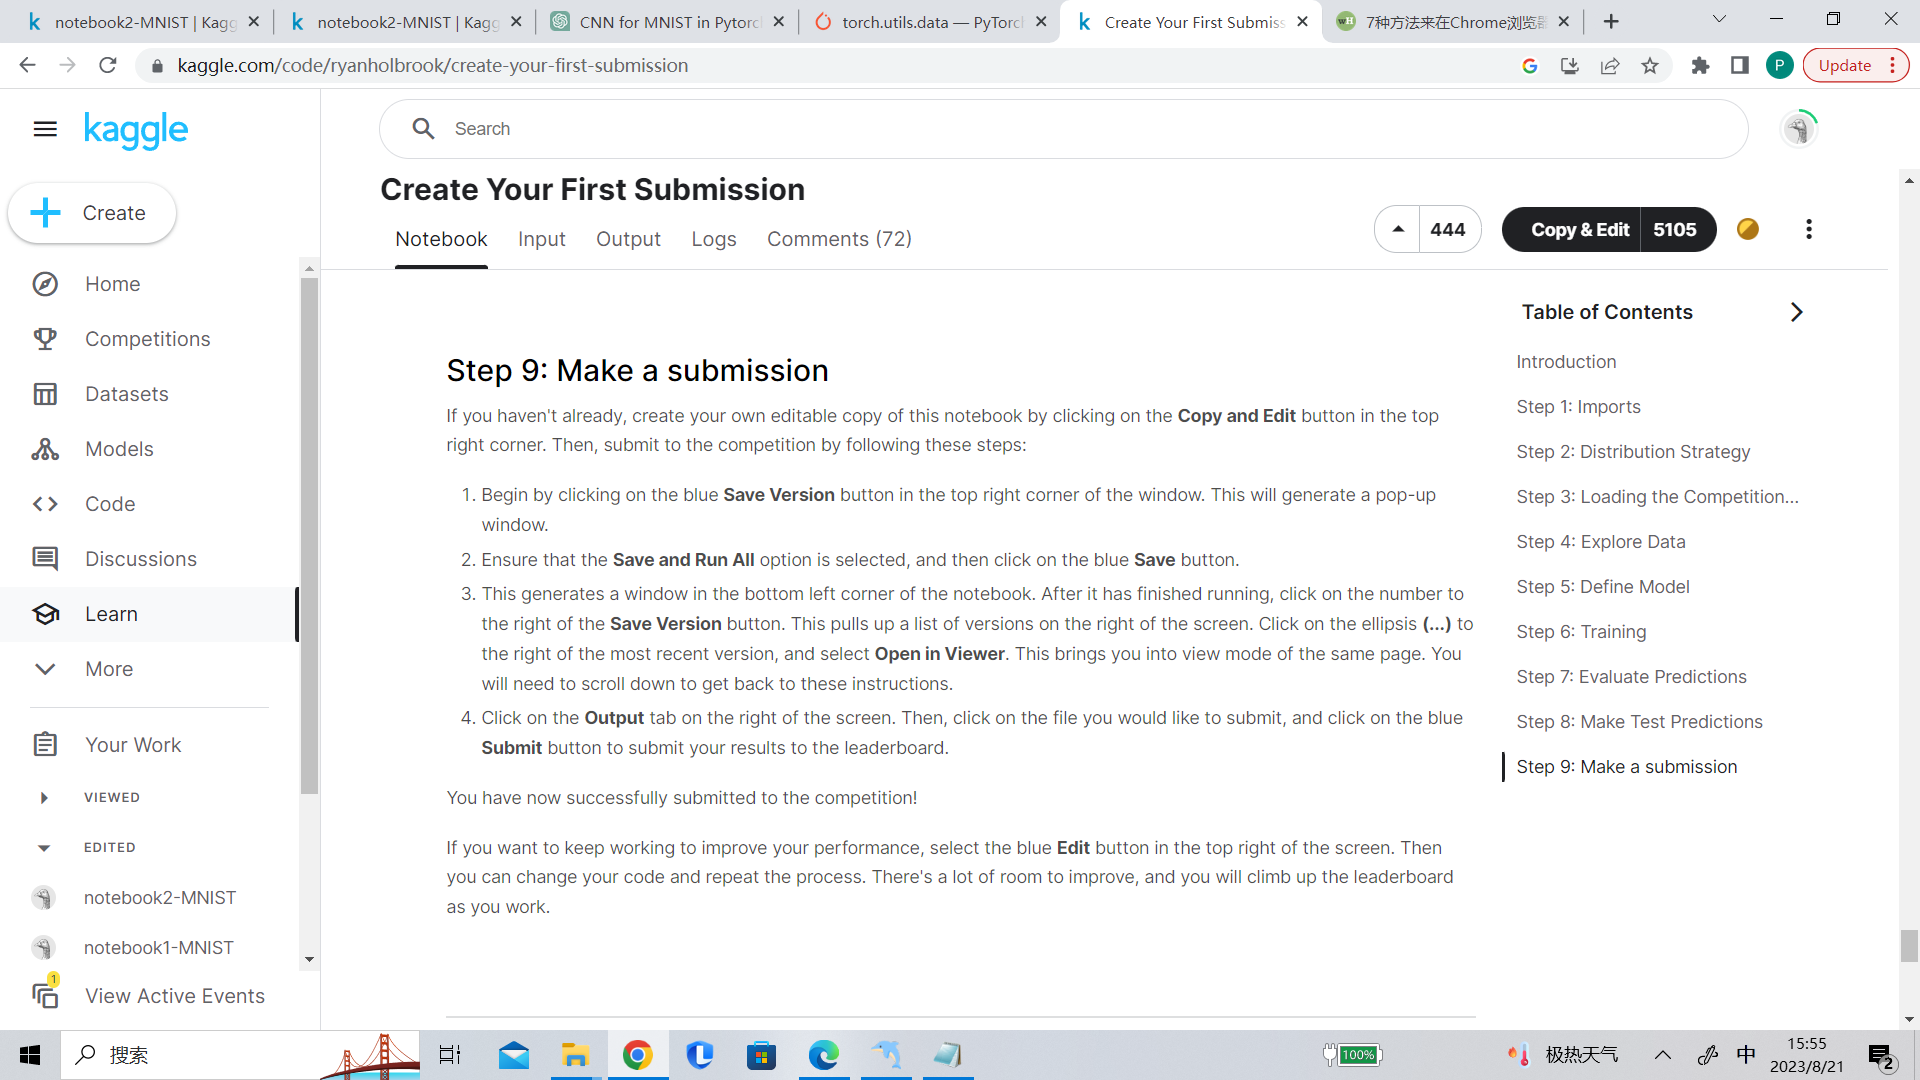 notebook2-MNIST | Kagg
notebook2-MNIST | Kagg
CNN for MNIST in Pytorch
torch.utils.data — PyTorch
Create Your First Submiss
7种方法来在Chrome浏览器
kaggle.com/code/ryanholbrook/create-your-first-submission
P
Update
kaggle
Search
Create
Home
Competitions
Datasets
Models
Code
Discussions
Learn
More
Your Work
VIEWED
EDITED
notebook2-MNIST
notebook1-MNIST
1
View Active Events
Create Your First Submission
Notebook
Input
Output
Logs
Comments (72)
444
Copy & Edit
5105
Step 9: Make a submission
If you haven't already, create your own editable copy of this notebook by clicking on the Copy and Edit button in the top
right corner. Then, submit to the competition by following these steps:
1. Begin by clicking on the blue Save Version button in the top right corner of the window. This will generate a pop-up
window.
2. Ensure that the Save and Run All option is selected, and then click on the blue Save button.
3. This generates a window in the bottom left corner of the notebook. After it has finished running, click on the number to
the right of the Save Version button. This pulls up a list of versions on the right of the screen. Click on the ellipsis (...) to
the right of the most recent version, and select Open in Viewer. This brings you into view mode of the same page. You
will need to scroll down to get back to these instructions.
4. Click on the Output tab on the right of the screen. Then, click on the file you would like to submit, and click on the blue
Submit button to submit your results to the leaderboard.
You have now successfully submitted to the competition!
If you want to keep working to improve your performance, select the blue Edit button in the top right of the screen. Then
you can change your code and repeat the process. There's a lot of room to improve, and you will climb up the leaderboard
as you work.
Table of Contents
Introduction
Step 1: Imports
Step 2: Distribution Strategy
Step 3: Loading the Competition...
Step 4: Explore Data
Step 5: Define Model
Step 6: Training
Step 7: Evaluate Predictions
Step 8: Make Test Predictions
Step 9: Make a submission
搜索
100%
极热天气
中
15:55
2023/8/21
2